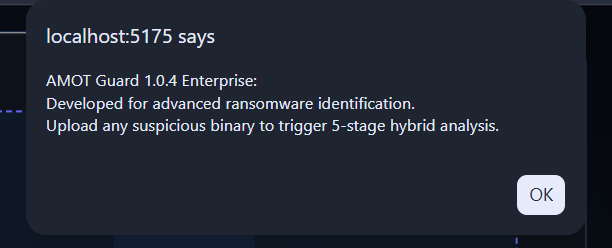 localhost:5175 says
AMOT Guard 1.0.4 Enterprise:
Developed for advanced ransomware identification.
Upload any suspicious binary to trigger 5-stage hybrid analysis.
OK